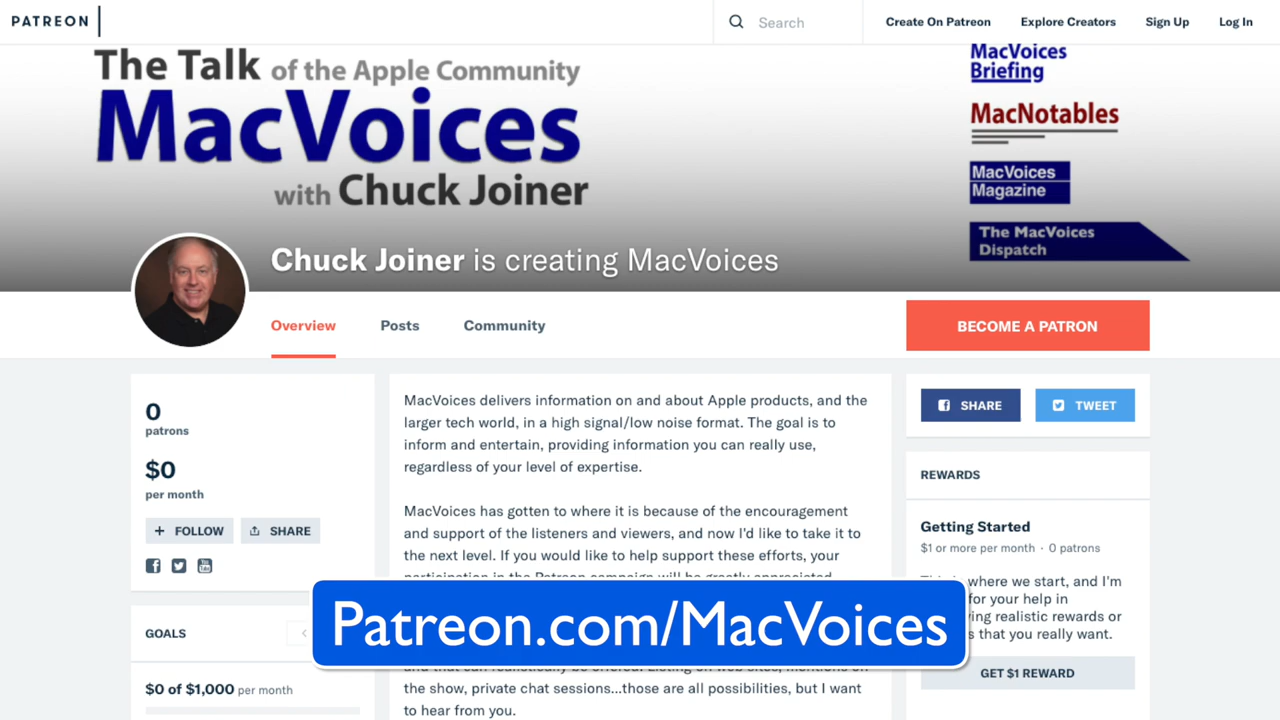 PATREON
Search
Create On Patreon
Explore Creators
Sign Up
Log In
The Talk of the Apple Community
MacVoices
with Chuck Joiner
MacVoices
Briefing
MacNotables
MacVoices
Magazine
The MacVoices
Dispatch
Chuck Joiner is creating MacVoices
Overview
Posts
Community
BECOME A PATRON
0
patrons
$0
per month
+ FOLLOW
SHARE
GOALS
$0 of $1,000 per month
MacVoices delivers information on and about Apple products, and the
larger tech world, in a high signal/low noise format. The goal is to
inform and entertain, providing information you can really use,
regardless of your level of expertise.
MacVoices has gotten to where it is because of the encouragement
and support of the listeners and viewers, and now I'd like to take it to
the next level. If you would like to help support these efforts, your
participation in the Patreon campaign will be greatly appreciated.
Patreon.com/MacVoices
the show, private chat sessions...those are all possibilities, but I want
to hear from you.
SHARE
TWEET
REWARDS
Getting Started
$1 or more per month · 0 patrons
where we start, and I'm
for your help in
realistic rewards or
that you really want.
GET $1 REWARD